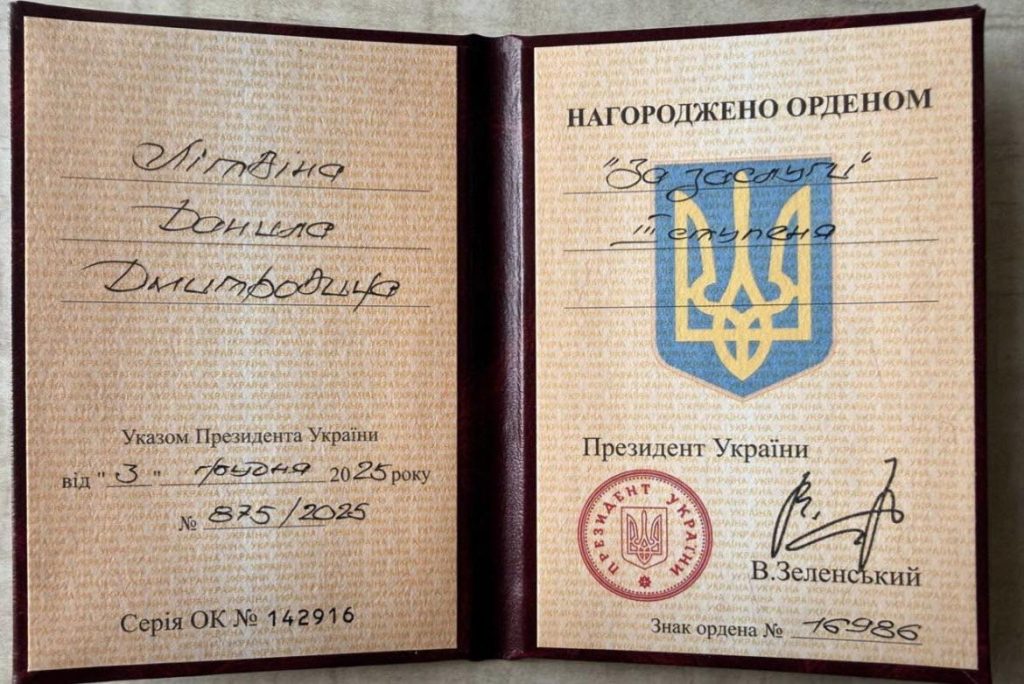 Літвіна
Данила
Дмитровича
Указом Президента України
від "3" грудня 2025 року
№ 875/2025
Серія ОК № 142916
НАГОРОДЖЕНО ОРДЕНОМ
"За заслуги"
III ступеня
Президент України
ПРЕЗИДЕНТ УКРАЇНИ
В.Зеленський
Знак ордена № 16986